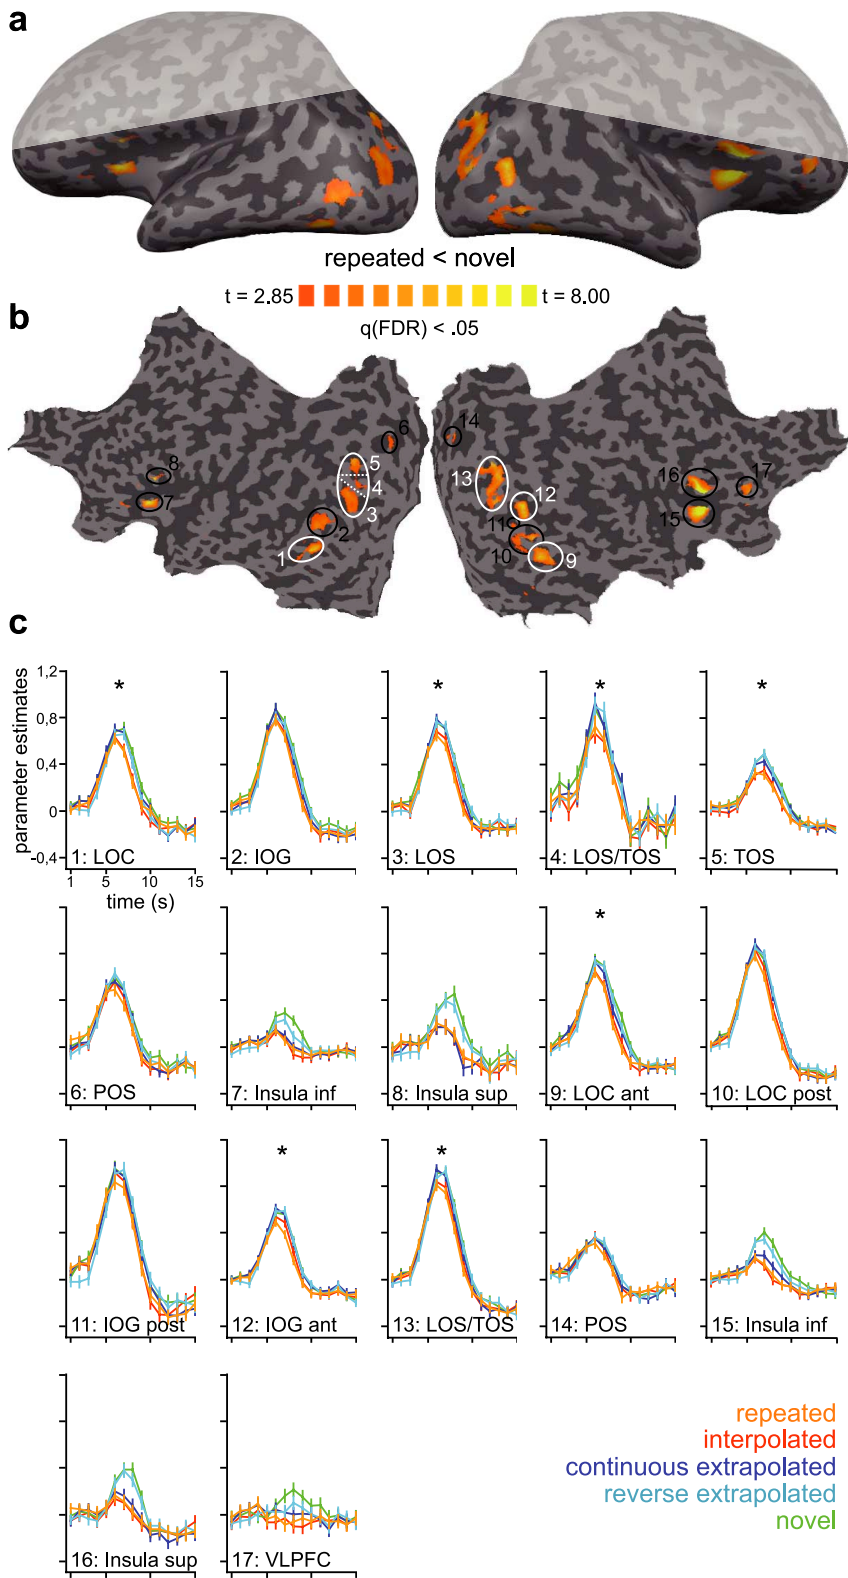 a
repeated < novel
t = 2.85 t = 8.00
q(FDR) < .05
b
6 14
5 13 16 17
8 4 12
7 3 11 15
2 10
1 9
c
parameter estimates
1,2
0,8
0,4
0
-0,4
* * * *
1: LOC 2: IOG 3: LOS 4: LOS/TOS 5: TOS
1 5 10 15
time (s)
*
6: POS 7: Insula inf 8: Insula sup 9: LOC ant 10: LOC post
* *
11: IOG post 12: IOG ant 13: LOS/TOS 14: POS 15: Insula inf
repeated
interpolated
continuous extrapolated
reverse extrapolated
novel
16: Insula sup 17: VLPFC